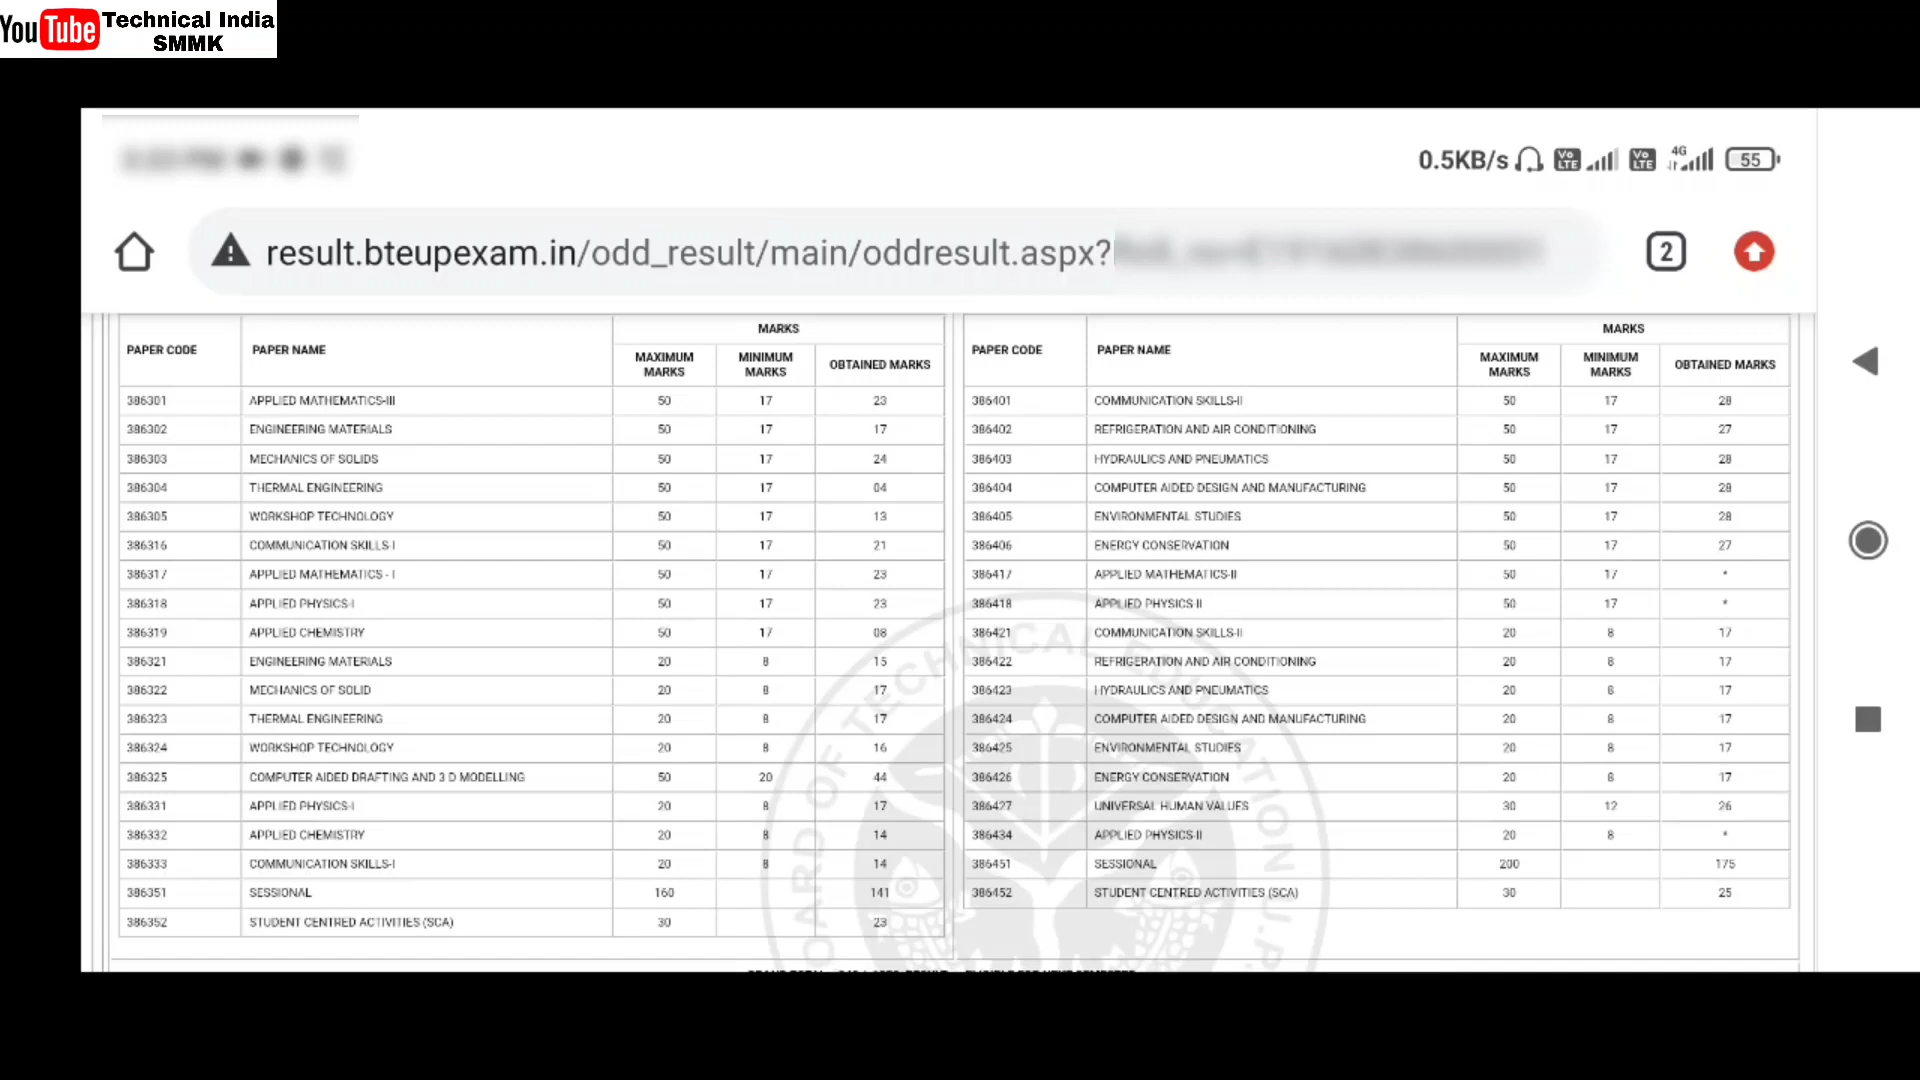 YouTube Technical India
SMMK
0.5KB/s Vo LTE Vo LTE 4G 55
result.bteupexam.in/odd_result/main/oddresult.aspx?
2
PAPER CODE PAPER NAME MARKS
MAXIMUM MARKS MINIMUM MARKS OBTAINED MARKS
386301 APPLIED MATHEMATICS-III 50 17 23
386302 ENGINEERING MATERIALS 50 17 17
386303 MECHANICS OF SOLIDS 50 17 24
386304 THERMAL ENGINEERING 50 17 04
386305 WORKSHOP TECHNOLOGY 50 17 13
386316 COMMUNICATION SKILLS I 50 17 21
386317 APPLIED MATHEMATICS - I 50 17 23
386318 APPLIED PHYSICS-I 50 17 23
386319 APPLIED CHEMISTRY 50 17 08
386321 ENGINEERING MATERIALS 20 8 15
386322 MECHANICS OF SOLID 20 8 17
386323 THERMAL ENGINEERING 20 8 17
386324 WORKSHOP TECHNOLOGY 20 8 16
386325 COMPUTER AIDED DRAFTING AND 3 D MODELLING 50 20 44
386331 APPLIED PHYSICS-I 20 8 17
386332 APPLIED CHEMISTRY 20 8 14
386333 COMMUNICATION SKILLS-I 20 8 14
386351 SESSIONAL 160 141
386352 STUDENT CENTRED ACTIVITIES (SCA) 30 23
PAPER CODE PAPER NAME MARKS
MAXIMUM MARKS MINIMUM MARKS OBTAINED MARKS
386401 COMMUNICATION SKILLS-II 50 17 28
386402 REFRIGERATION AND AIR CONDITIONING 50 17 27
386403 HYDRAULICS AND PNEUMATICS 50 17 28
386404 COMPUTER AIDED DESIGN AND MANUFACTURING 50 17 28
386405 ENVIRONMENTAL STUDIES 50 17 28
386406 ENERGY CONSERVATION 50 17 27
386417 APPLIED MATHEMATICS-II 50 17 *
386418 APPLIED PHYSICS II 50 17 *
386421 COMMUNICATION SKILLS-II 20 8 17
386422 REFRIGERATION AND AIR CONDITIONING 20 8 17
386423 HYDRAULICS AND PNEUMATICS 20 8 17
386424 COMPUTER AIDED DESIGN AND MANUFACTURING 20 8 17
386425 ENVIRONMENTAL STUDIES 20 8 17
386426 ENERGY CONSERVATION 20 8 17
386427 UNIVERSAL HUMAN VALUES 30 12 26
386434 APPLIED PHYSICS-II 20 8 *
386451 SESSIONAL 200 175
386452 STUDENT CENTRED ACTIVITIES (SCA) 30 25
OARD OF TECHNICAL EDUCATION U.P.